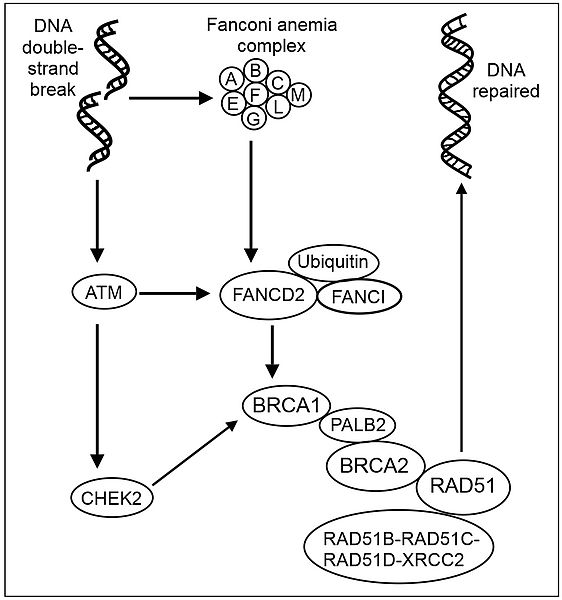 DNA
double-
strand
break
Fanconi anemia
complex
A
B
C
E
F
M
L
G
DNA
repaired
ATM
Ubiquitin
FANCD2
FANCI
BRCA1
PALB2
BRCA2
CHEK2
RAD51
RAD51B-RAD51C-
RAD51D-XRCC2